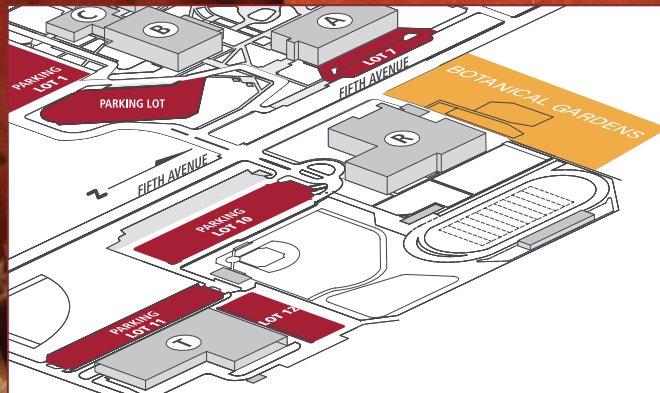 C
B
A
LOT 7
PARKING
LOT 1
PARKING LOT
FIFTH AVENUE
BOTANICAL GARDENS
R
N
FIFTH AVENUE
PARKING
LOT 10
PARKING
LOT 11
LOT 12
T